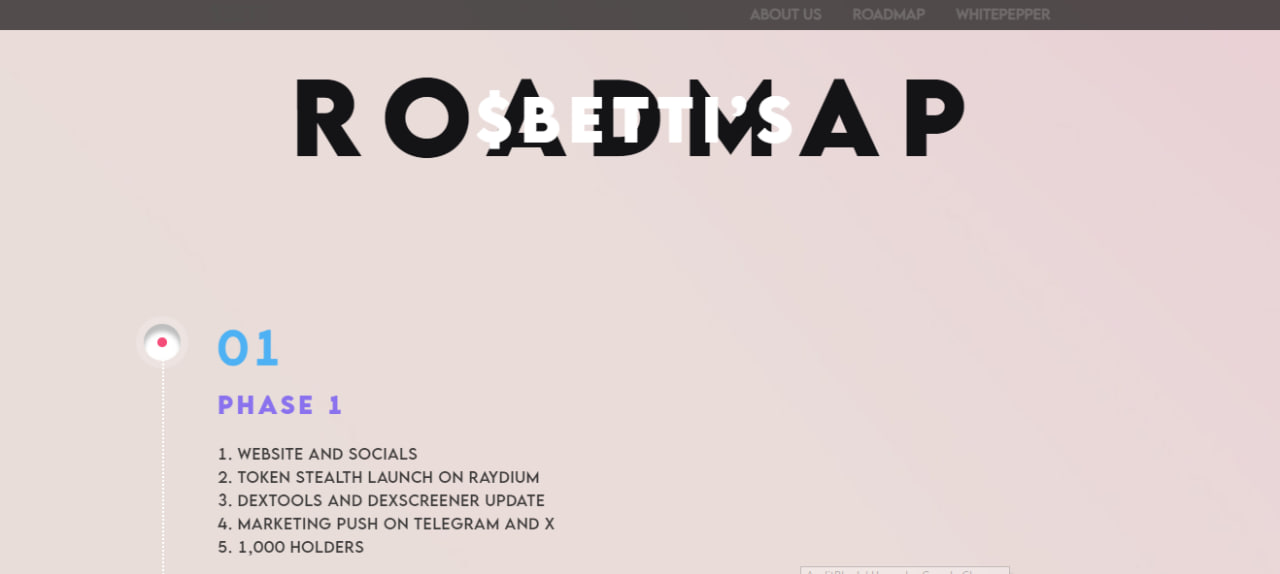 ABOUT US ROADMAP WHITEPEPPER
ROADMAP
$BETTI'S
01
PHASE 1
1. WEBSITE AND SOCIALS
2. TOKEN STEALTH LAUNCH ON RAYDIUM
3. DEXTOOLS AND DEXSCREENER UPDATE
4. MARKETING PUSH ON TELEGRAM AND X
5. 1,000 HOLDERS